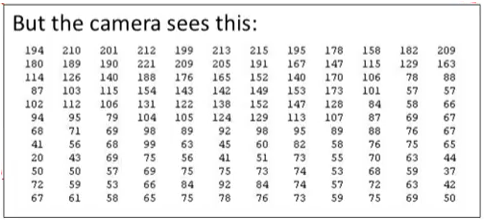 But the camera sees this:
194 210 201 212 199 213 215 195 178 158 182 209
180 189 190 221 209 205 191 167 147 115 129 163
114 126 140 188 176 165 152 140 170 106 78 88
87 103 115 154 143 142 149 153 173 101 57 57
102 112 106 131 122 138 152 147 128 84 58 66
94 95 79 104 105 124 129 113 107 87 69 67
68 71 69 98 89 92 98 95 89 88 76 67
41 56 68 99 63 45 60 82 58 76 75 65
20 43 69 75 56 41 51 73 55 70 63 44
50 50 57 69 75 75 73 74 53 68 59 37
72 59 53 66 84 92 84 74 57 72 63 42
67 61 58 65 75 78 76 73 59 75 69 50